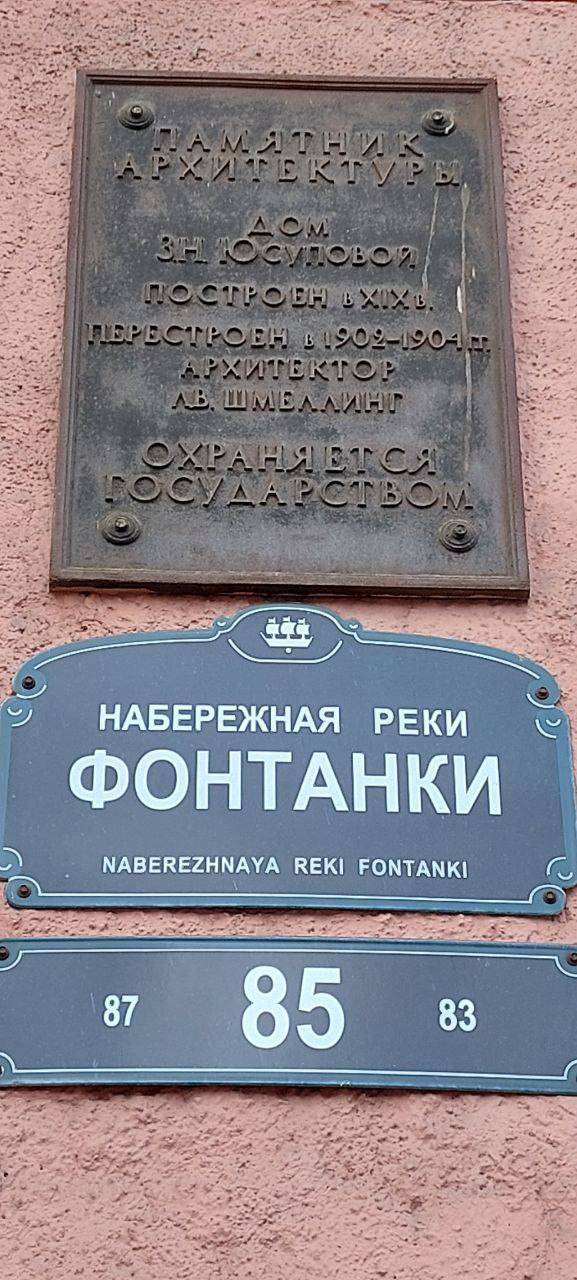 ПАМЯТНИК
АРХИТЕКТУРЫ
ДОМ
З.Н. ЮСУПОВОЙ
ПОСТРОЕН в XIX в.
ПЕРЕСТРОЕН в 1902-1904 гг.
АРХИТЕКТОР
Л.В. ШМЕЛЛИНГ
ОХРАНЯЕТСЯ
ГОСУДАРСТВОМ
НАБЕРЕЖНАЯ РЕКИ
ФОНТАНКИ
NABEREZHNAYA REKI FONTANKI
87 85 83